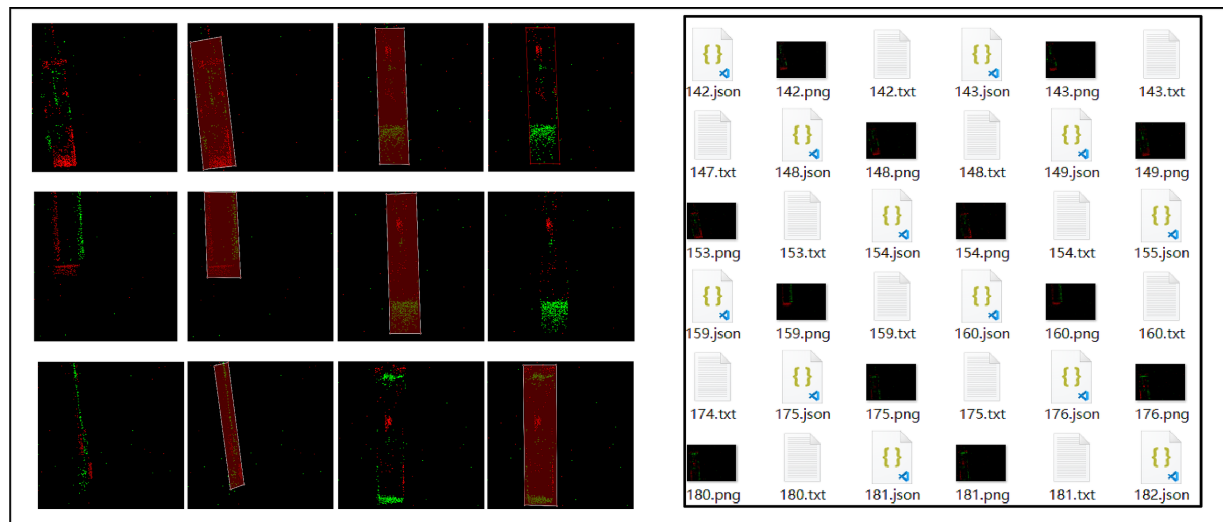 142.json 142.png 142.txt 143.json 143.png 143.txt
147.txt 148.json 148.png 148.txt 149.json 149.png
153.png 153.txt 154.json 154.png 154.txt 155.json
159.json 159.png 159.txt 160.json 160.png 160.txt
174.txt 175.json 175.png 175.txt 176.json 176.png
180.png 180.txt 181.json 181.png 181.txt 182.json